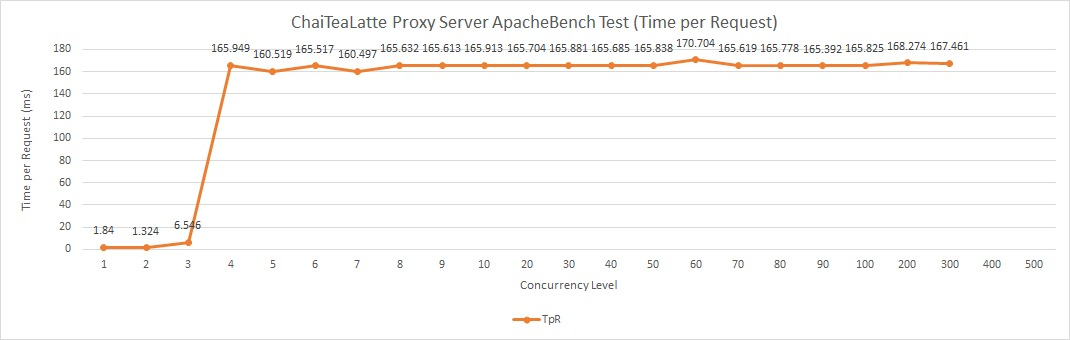 ChaiTeaLatte Proxy Server ApacheBench Test (Time per Request)
Time per Request (ms)
180
160
140
120
100
80
60
40
20
0
1.84 1.324 6.546 165.949 160.519 165.517 160.497 165.632 165.613 165.913 165.704 165.881 165.685 165.838 170.704 165.619 165.778 165.392 165.825 168.274 167.461
1 2 3 4 5 6 7 8 9 10 20 30 40 50 60 70 80 90 100 200 300 400 500
Concurrency Level
TpR